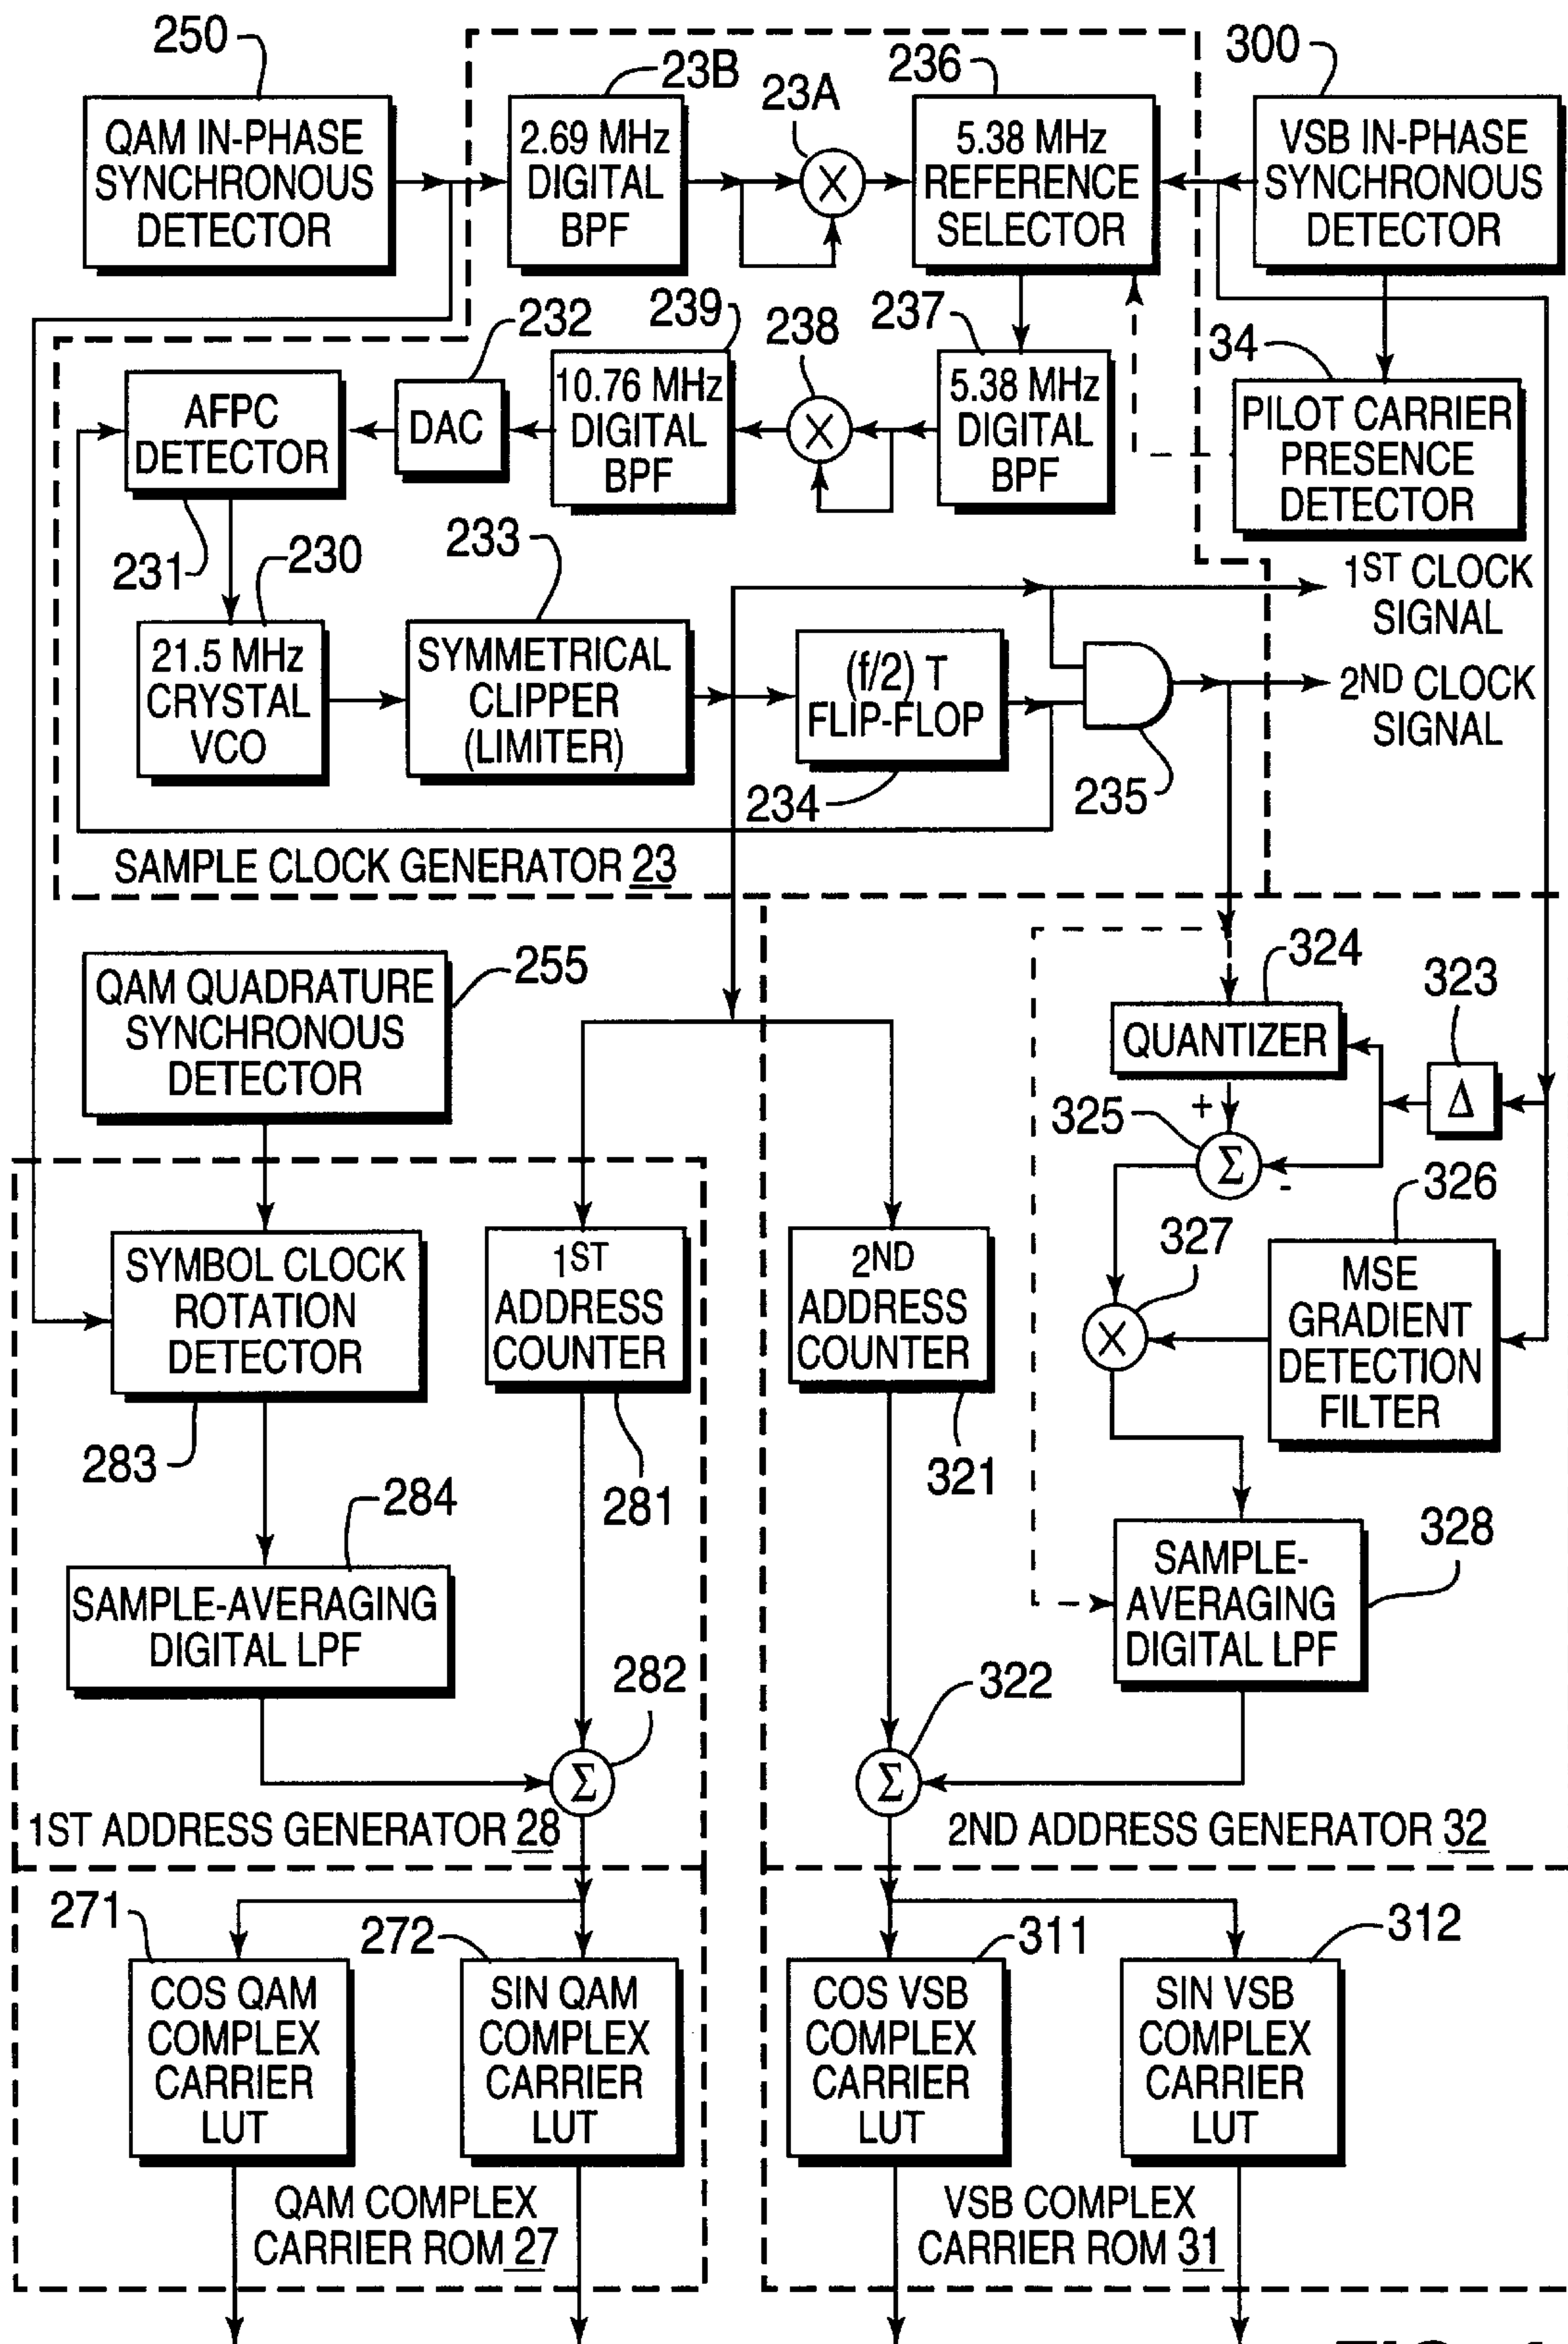 250
QAM IN-PHASE
SYNCHRONOUS
DETECTOR
23B
2.69 MHz
DIGITAL
BPF
23A
X
236
5.38 MHz
REFERENCE
SELECTOR
300
VSB IN-PHASE
SYNCHRONOUS
DETECTOR
AFPC
DETECTOR
231
232
DAC
239
10.76 MHz
DIGITAL
BPF
238
X
237
5.38 MHz
DIGITAL
BPF
34
PILOT CARRIER
PRESENCE
DETECTOR
230
21.5 MHz
CRYSTAL
VCO
233
SYMMETRICAL
CLIPPER
(LIMITER)
(f/2) T
FLIP-FLOP
234
235
1ST CLOCK
SIGNAL
2ND CLOCK
SIGNAL
SAMPLE CLOCK GENERATOR 23
QAM QUADRATURE
SYNCHRONOUS
DETECTOR
255
324
QUANTIZER
323
Δ
+
325
Σ
-
SYMBOL CLOCK
ROTATION
DETECTOR
283
1ST
ADDRESS
COUNTER
281
2ND
ADDRESS
COUNTER
321
327
X
326
MSE
GRADIENT
DETECTION
FILTER
284
SAMPLE-AVERAGING
DIGITAL LPF
328
SAMPLE-
AVERAGING
DIGITAL LPF
282
Σ
322
Σ
1ST ADDRESS GENERATOR 28
2ND ADDRESS GENERATOR 32
271
COS QAM
COMPLEX
CARRIER
LUT
272
SIN QAM
COMPLEX
CARRIER
LUT
311
COS VSB
COMPLEX
CARRIER
LUT
312
SIN VSB
COMPLEX
CARRIER
LUT
QAM COMPLEX
CARRIER ROM 27
VSB COMPLEX
CARRIER ROM 31